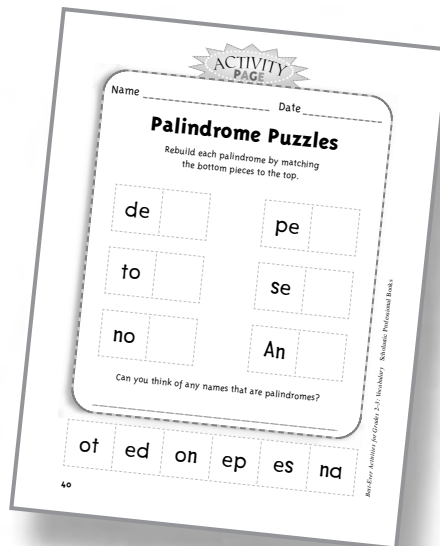 ACTIVITY
PAGE
Name Date
Palindrome Puzzles
Rebuild each palindrome by matching
the bottom pieces to the top.
de pe
to se
no An
Can you think of any names that are palindromes?
ot ed on ep es na
40
Best-Ever Activities for Grades 2-3: Vocabulary Scholastic Professional Books